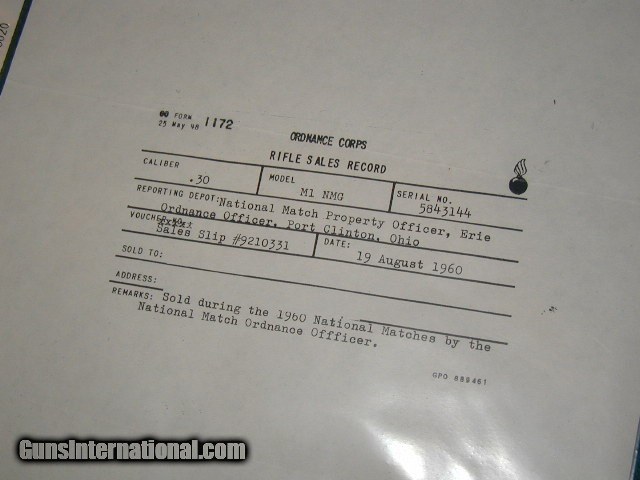 OO FORM 1172
25 May 48
ORDNANCE CORPS
RIFLE SALES RECORD
CALIBER
.30
MODEL
M1 NMG
SERIAL NO.
5843144
REPORTING DEPOT: National Match Property Officer, Erie
Ordnance Officer, Port Clinton, Ohio
VOUCHER NO.
Sales Slip #9210331
DATE:
19 August 1960
SOLD TO:
ADDRESS:
REMARKS: Sold during the 1960 National Matches by the
National Match Ordnance Offficer.
GPO 888461
GunsInternational.com